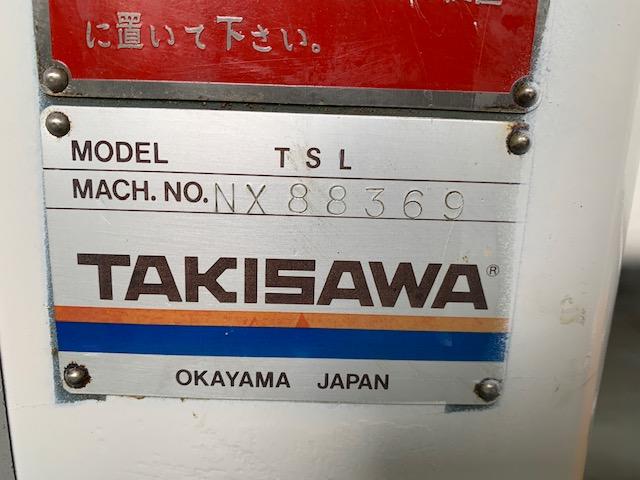 に置いて下さい。
MODEL TSL
MACH. NO. NX88369
TAKISAWA®
OKAYAMA JAPAN